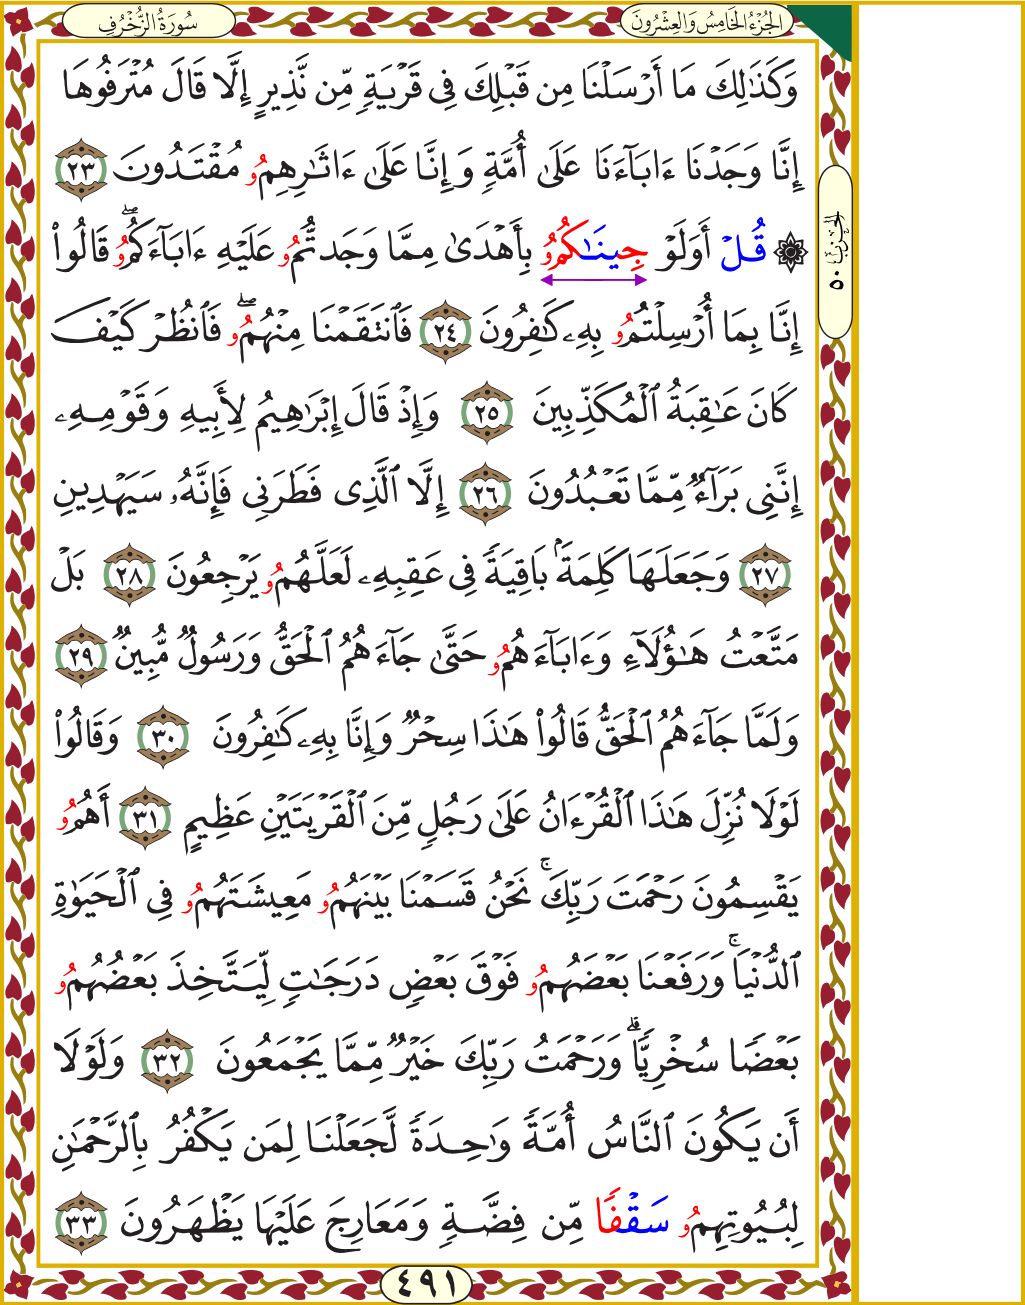 سُورَةُ الزُّخْرُفِ
الجُزْءُ الخَامِسُ وَالعِشْرُونَ
وَكَذَٰلِكَ مَا أَرْسَلْنَا مِن قَبْلِكَ فِى قَرْيَةٍ مِّن نَّذِيرٍ إِلَّا قَالَ مُتْرَفُوهَا
إِنَّا وَجَدْنَا ءَابَآءَنَا عَلَىٰ أُمَّةٍ وَإِنَّا عَلَىٰ ءَاثَٰرِهِمُو مُقْتَدُونَ ٢٣
۞ قُلْ أَوَلَوْ جِينَٰكُمُو بِأَهْدَىٰ مِمَّا وَجَدتُّمُو عَلَيْهِ ءَابَآءَكُمُو ۖ قَالُوا۟
إِنَّا بِمَا أُرْسِلْتُمُو بِهِۦ كَٰفِرُونَ ٢٤ فَٱنتَقَمْنَا مِنْهُمُو ۖ فَٱنظُرْ كَيْفَ
كَانَ عَٰقِبَةُ ٱلْمُكَذِّبِينَ ٢٥ وَإِذْ قَالَ إِبْرَٰهِيمُ لِأَبِيهِ وَقَوْمِهِۦ
إِنَّنِى بَرَآءٌ مِّمَّا تَعْبُدُونَ ٢٦ إِلَّا ٱلَّذِى فَطَرَنِى فَإِنَّهُۥ سَيَهْدِينِ
٢٧ وَجَعَلَهَا كَلِمَةً بَاقِيَةً فِى عَقِبِهِۦ لَعَلَّهُمُو يَرْجِعُونَ ٢٨ بَلْ
مَتَّعْتُ هَٰؤُلَآءِ وَءَابَآءَهُمُو حَتَّىٰ جَآءَهُمُ ٱلْحَقُّ وَرَسُولٌ مُّبِينٌ ٢٩
وَلَمَّا جَآءَهُمُ ٱلْحَقُّ قَالُوا۟ هَٰذَا سِحْرٌ وَإِنَّا بِهِۦ كَٰفِرُونَ ٣٠ وَقَالُوا۟
لَوْلَا نُزِّلَ هَٰذَا ٱلْقُرْءَانُ عَلَىٰ رَجُلٍ مِّنَ ٱلْقَرْيَتَيْنِ عَظِيمٍ ٣١ أَهُمُو
يَقْسِمُونَ رَحْمَتَ رَبِّكَ ۚ نَحْنُ قَسَمْنَا بَيْنَهُمُو مَعِيشَتَهُمُو فِى ٱلْحَيَوٰةِ
ٱلدُّنْيَا ۚ وَرَفَعْنَا بَعْضَهُمُو فَوْقَ بَعْضٍ دَرَجَٰتٍ لِّيَتَّخِذَ بَعْضُهُمُو
بَعْضًا سُخْرِيًّا ۗ وَرَحْمَتُ رَبِّكَ خَيْرٌ مِّمَّا يَجْمَعُونَ ٣٢ وَلَوْلَا
أَن يَكُونَ ٱلنَّاسُ أُمَّةً وَٰحِدَةً لَّجَعَلْنَا لِمَن يَكْفُرُ بِٱلرَّحْمَٰنِ
لِبُيُوتِهِمُو سَقْفًا مِّن فِضَّةٍ وَمَعَارِجَ عَلَيْهَا يَظْهَرُونَ ٣٣
الحِزْبُ ٥٠
٤٩١